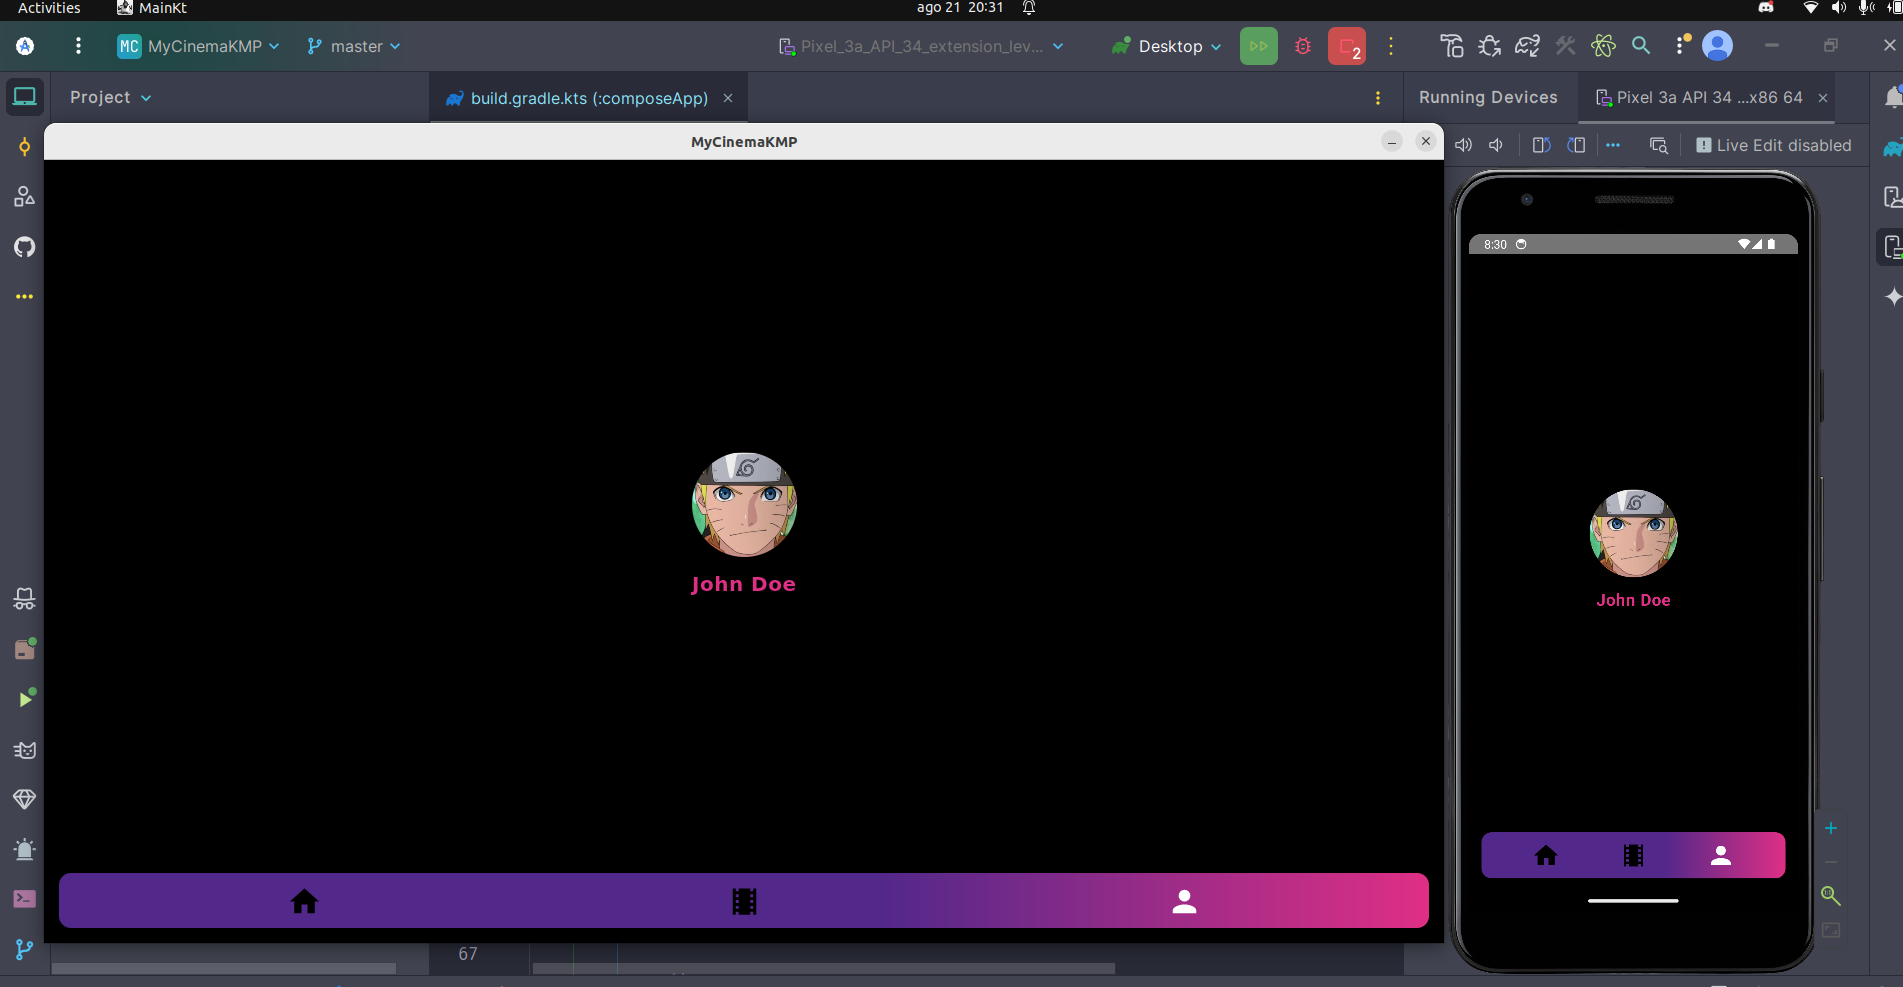 Activities MainKt ago 21 20:31
MC MyCinemaKMP master Pixel_3a_API_34_extension_lev... Desktop 2
Project build.gradle.kts (:composeApp) Running Devices Pixel 3a API 34 ...x86 64
MyCinemaKMP
Live Edit disabled
8:30
John Doe
John Doe
67